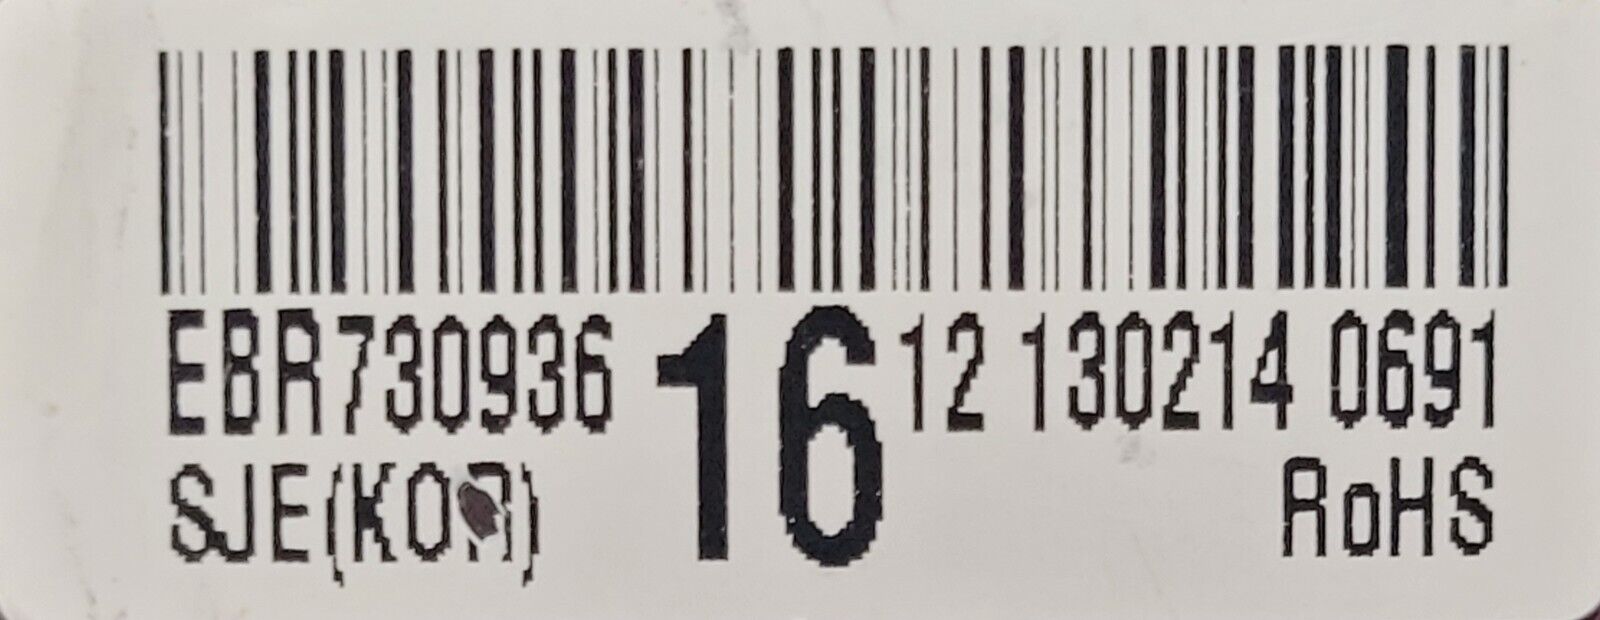 EBR730936 16 12 130214 0691
SJE(KOR) RoHS